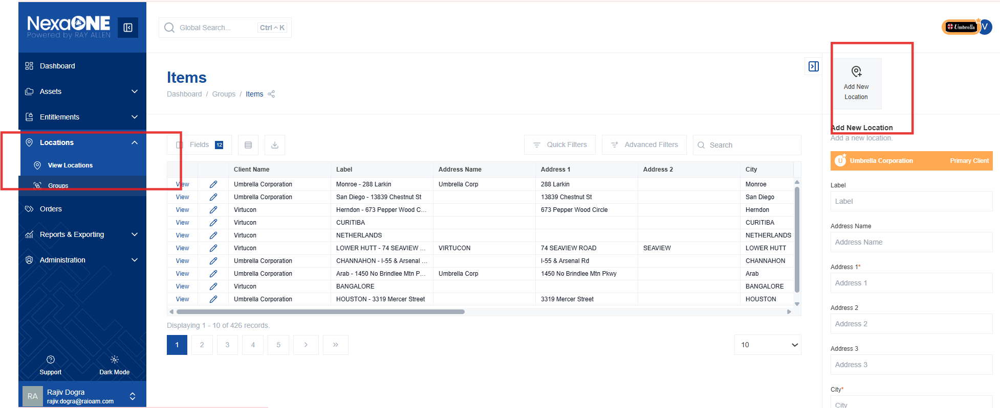 NexaONE
Powered by RAY ALLEN
Global Search...
Ctrl ^ K
Umbrella
V
Dashboard
Assets
Entitlements
Locations
View Locations
Groups
Orders
Reports & Exporting
Administration
Support
Dark Mode
RA
Rajiv Dogra
rajiv.dogra@raioam.com
Items
Dashboard / Groups / Items
Fields 12
Quick Filters
Advanced Filters
Search
Client Name Label Address Name Address 1 Address 2 City
View Umbrella Corporation Monroe - 288 Larkin Umbrella Corp 288 Larkin Monroe
View Umbrella Corporation San Diego - 13839 Chestnut St 13839 Chestnut St San Diego
View Virtucon Herndon - 673 Pepper Wood C... 673 Pepper Wood Circle Herndon
View Virtucon CURITIBA CURITIBA
View Virtucon NETHERLANDS NETHERLANDS
View Virtucon LOWER HUTT - 74 SEAVIEW ... VIRTUCON 74 SEAVIEW ROAD SEAVIEW LOWER HUTT
View Umbrella Corporation CHANNAHON - I-55 & Arsenal ... I-55 & Arsenal Rd CHANNAHON
View Umbrella Corporation Arab - 1450 No Brindlee Mtn P... Umbrella Corp 1450 No Brindlee Mtn Pkwy Arab
View Virtucon BANGALORE BANGALORE
View Umbrella Corporation HOUSTON - 3319 Mercer Street 3319 Mercer Street HOUSTON
Displaying 1 - 10 of 426 records.
1 2 3 4 5 > »
10
Add New
Location
Add New Location
Add a new location.
U Umbrella Corporation Primary Client
Label
Label
Address Name
Address Name
Address 1*
Address 1
Address 2
Address 2
Address 3
Address 3
City*
City